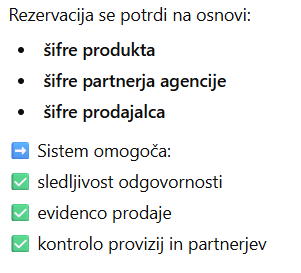 Rezervacija se potrdi na osnovi:
• šifre produkta
• šifre partnerja agencije
• šifre prodajalca
➡️ Sistem omogoča:
✅ sledljivost odgovornosti
✅ evidenco prodaje
✅ kontrolo provizij in partnerjev